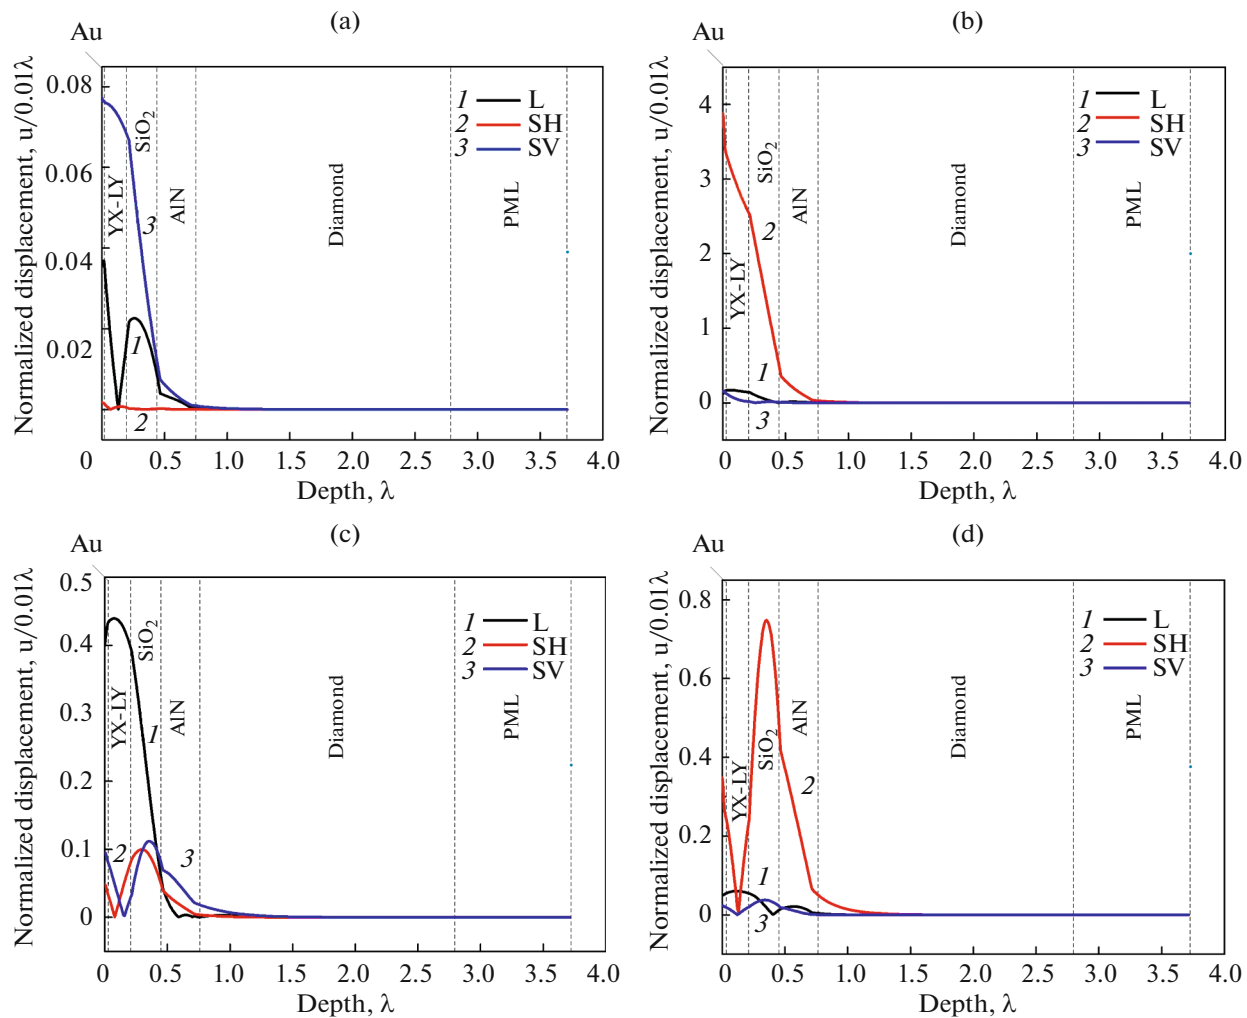 (a)
Au
Normalized displacement, u/0.01λ
0.08
0.06
0.04
0.02
0
0.5
1.0
1.5
2.0
2.5
3.0
3.5
4.0
Depth, λ
YX-LY
SiO2
AlN
Diamond
PML
1 L
2 SH
3 SV
3
1
2
(b)
Au
Normalized displacement, u/0.01λ
4
3
2
1
0
0
0.5
1.0
1.5
2.0
2.5
3.0
3.5
4.0
Depth, λ
YX-LY
SiO2
AlN
Diamond
PML
1 L
2 SH
3 SV
2
1
3
(c)
Au
Normalized displacement, u/0.01λ
0.5
0.4
0.3
0.2
0.1
0
0
0.5
1.0
1.5
2.0
2.5
3.0
3.5
4.0
Depth, λ
YX-LY
SiO2
AlN
Diamond
PML
1 L
2 SH
3 SV
1
2
3
(d)
Au
Normalized displacement, u/0.01λ
0.8
0.6
0.4
0.2
0
0
0.5
1.0
1.5
2.0
2.5
3.0
3.5
4.0
Depth, λ
YX-LY
SiO2
AlN
Diamond
PML
1 L
2 SH
3 SV
2
1
3